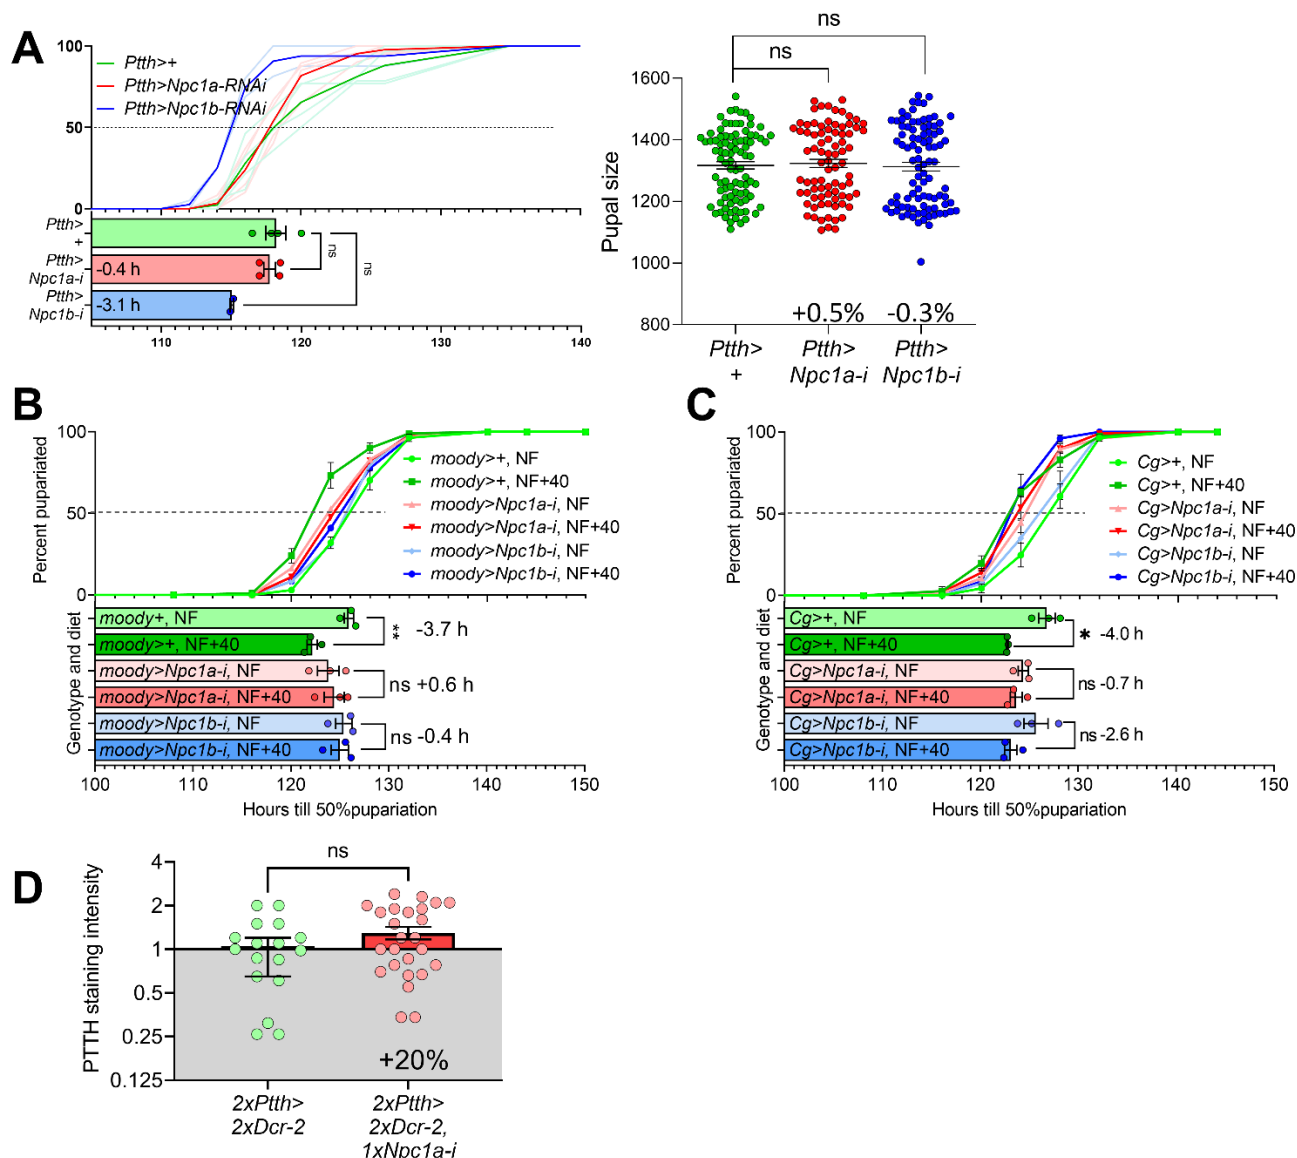 A
100
50
0
Ptth>+
Ptth>Npc1a-RNAi
Ptth>Npc1b-RNAi
Ptth>
+
Ptth>
Npc1a-i
Ptth>
Npc1b-i
-0.4 h
-3.1 h
ns
ns
110 120 130 140
ns
ns
Pupal size
1600
1400
1200
1000
800
+0.5% -0.3%
Ptth> Ptth> Ptth>
+ Npc1a-i Npc1b-i
B
Percent pupariated
100
50
0
moody>+, NF
moody>+, NF+40
moody>Npc1a-i, NF
moody>Npc1a-i, NF+40
moody>Npc1b-i, NF
moody>Npc1b-i, NF+40
Genotype and diet
moody+, NF
moody>+, NF+40
moody>Npc1a-i, NF
moody>Npc1a-i, NF+40
moody>Npc1b-i, NF
moody>Npc1b-i, NF+40
** -3.7 h
ns +0.6 h
ns -0.4 h
100 110 120 130 140 150
Hours till 50%pupariation
C
Percent pupariated
100
50
0
Cg>+, NF
Cg>+, NF+40
Cg>Npc1a-i, NF
Cg>Npc1a-i, NF+40
Cg>Npc1b-i, NF
Cg>Npc1b-i, NF+40
Genotype and diet
Cg>+, NF
Cg>+, NF+40
Cg>Npc1a-i, NF
Cg>Npc1a-i, NF+40
Cg>Npc1b-i, NF
Cg>Npc1b-i, NF+40
* -4.0 h
ns -0.7 h
ns -2.6 h
100 110 120 130 140 150
Hours till 50%pupariation
D
ns
PTTH staining intensity
4
2
1
0.5
0.25
0.125
+20%
2xPtth> 2xPtth>
2xDcr-2 2xDcr-2,
1xNpc1a-i